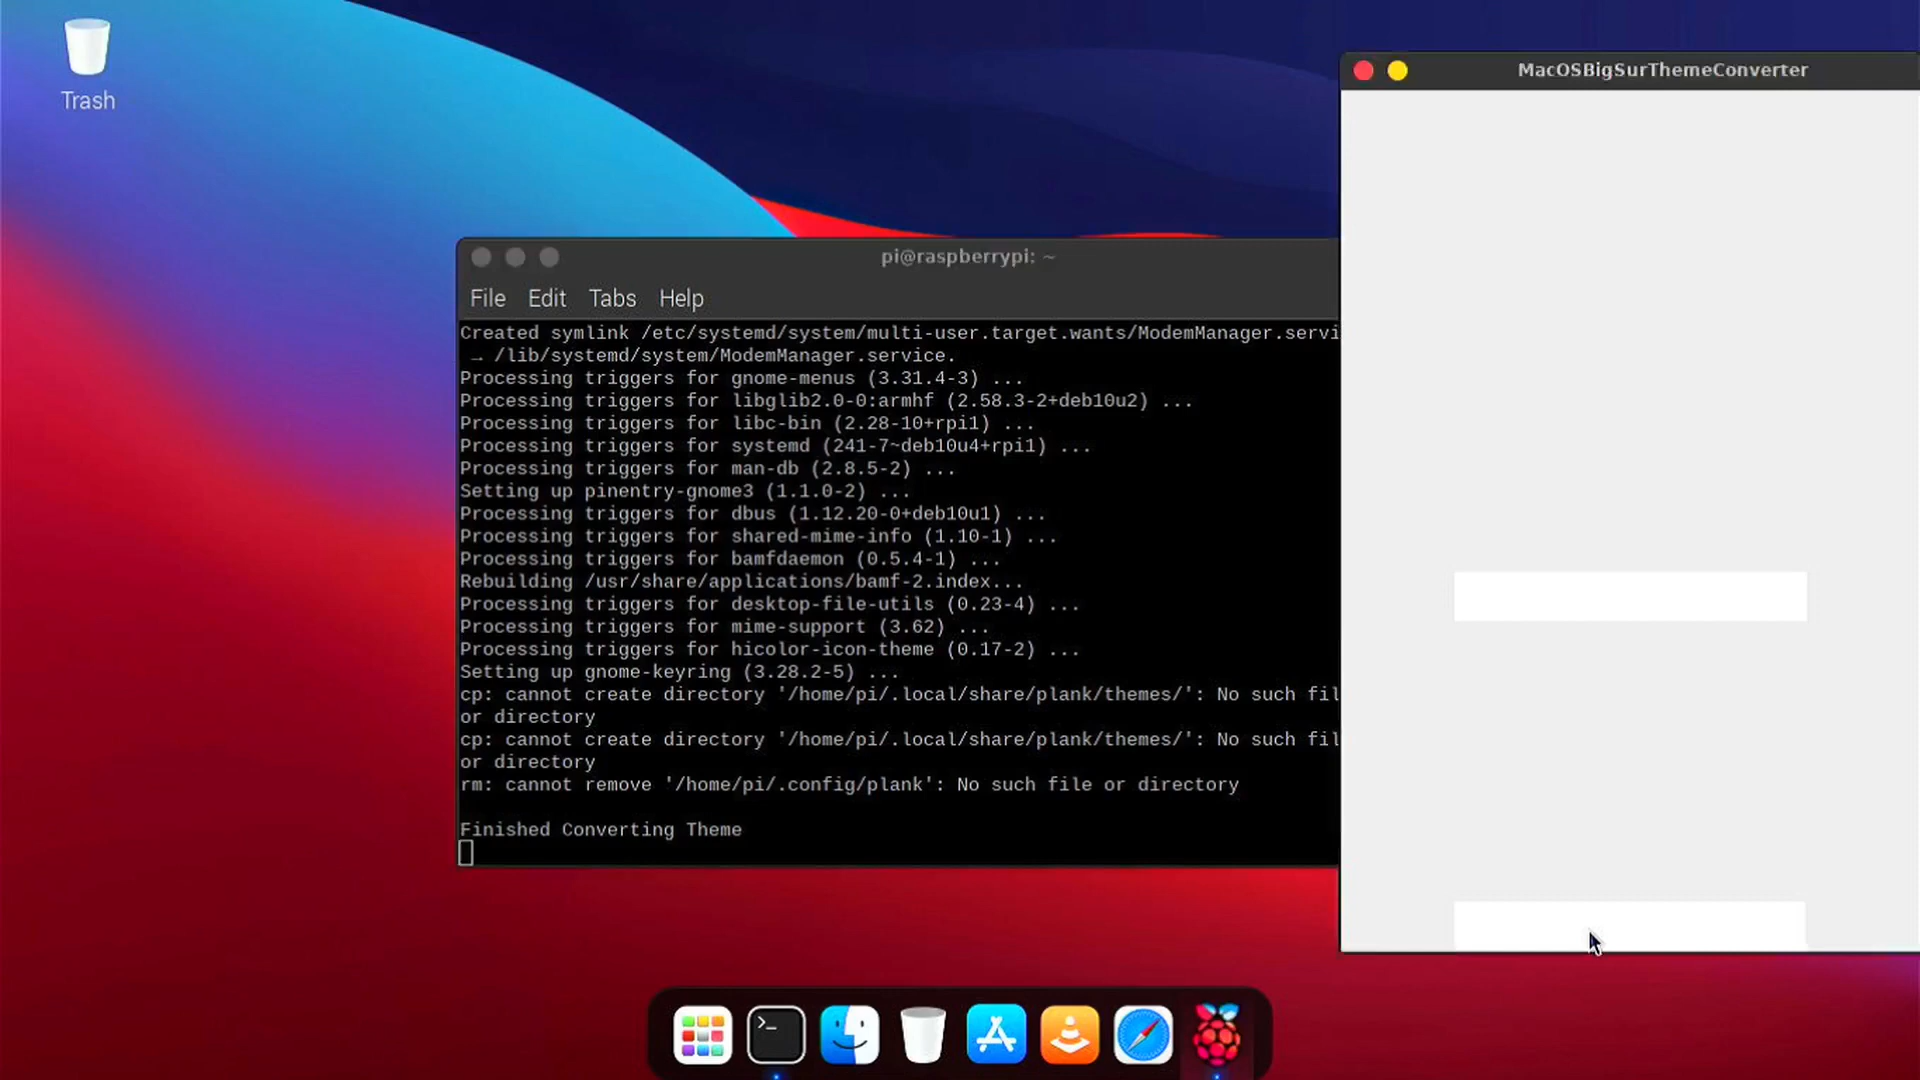 Trash
MacOSBigSurThemeConverter
pi@raspberrypi: ~
File Edit Tabs Help
Created symlink /etc/systemd/system/multi-user.target.wants/ModemManager.servi
→ /lib/systemd/system/ModemManager.service.
Processing triggers for gnome-menus (3.31.4-3) ...
Processing triggers for libglib2.0-0:armhf (2.58.3-2+deb10u2) ...
Processing triggers for libc-bin (2.28-10+rpi1) ...
Processing triggers for systemd (241-7~deb10u4+rpi1) ...
Processing triggers for man-db (2.8.5-2) ...
Setting up pinentry-gnome3 (1.1.0-2) ...
Processing triggers for dbus (1.12.20-0+deb10u1) ...
Processing triggers for shared-mime-info (1.10-1) ...
Processing triggers for bamfdaemon (0.5.4-1) ...
Rebuilding /usr/share/applications/bamf-2.index...
Processing triggers for desktop-file-utils (0.23-4) ...
Processing triggers for mime-support (3.62) ...
Processing triggers for hicolor-icon-theme (0.17-2) ...
Setting up gnome-keyring (3.28.2-5) ...
cp: cannot create directory '/home/pi/.local/share/plank/themes/': No such fil
or directory
cp: cannot create directory '/home/pi/.local/share/plank/themes/': No such fil
or directory
rm: cannot remove '/home/pi/.config/plank': No such file or directory
Finished Converting Theme